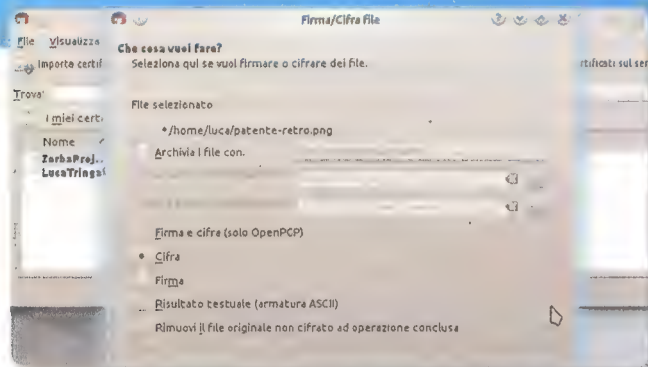 Firma/Cifra file
File Visualizza
Importa certif
Trova:
I miei cert
Nome
ZorbaProj..
LucaTringa
Che cosa vuoi fare?
Seleziona qui se vuoi firmare o cifrare dei file.
File selezionato
/home/luca/patente-retro.png
Archivia i file con.
Firma e cifra (solo OpenPCP)
Cifra
Firma
Risultato testuale (armatura ASCII)
Rimuovi il file originale non cifrato ad operazione conclusa
rtificati sul ser